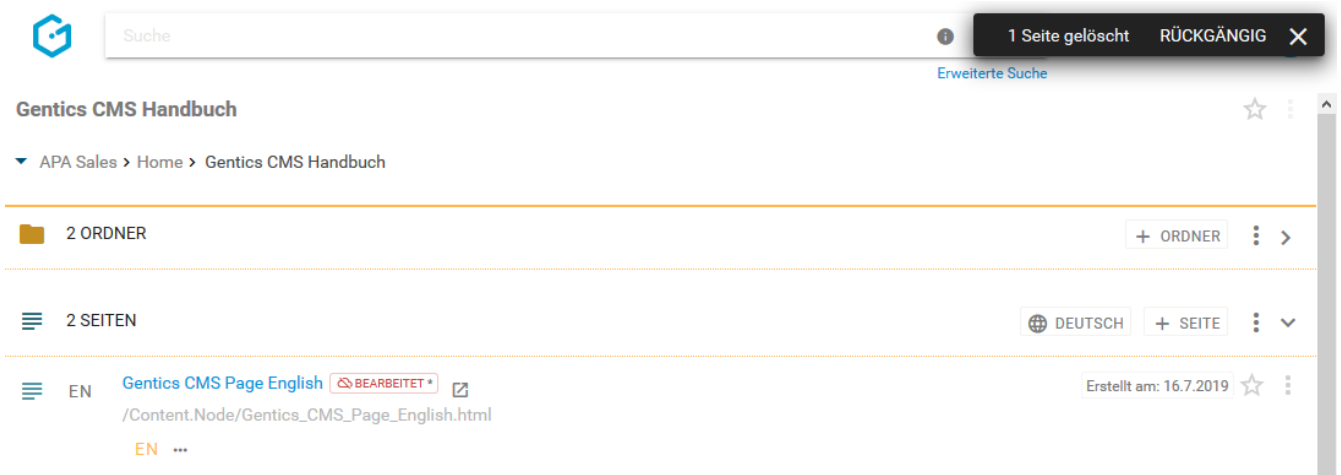 Suche
1 Seite gelöscht RÜCKGÄNGIG
Erweiterte Suche
Gentics CMS Handbuch
APA Sales > Home > Gentics CMS Handbuch
2 ORDNER + ORDNER
2 SEITEN DEUTSCH + SEITE
EN Gentics CMS Page English BEARBEITET * Erstellt am: 16.7.2019
/Content.Node/Gentics_CMS_Page_English.html
EN